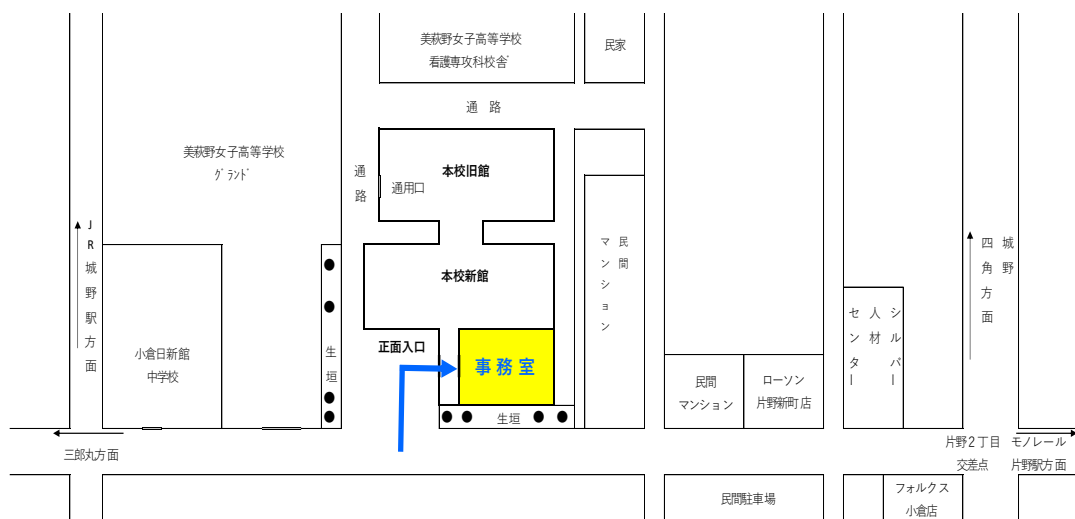 美萩野女子高等学校
看護専攻科校舎
民家
通 路
美萩野女子高等学校
グランド
通路
本校旧館
通用口
JR城野駅方面
民間マンション
城野四角方面
本校新館
シルバー人材センター
正面入口
小倉日新館
中学校
生垣
事務室
民間
マンション
ローソン
片野新町店
生垣
三郎丸方面
片野2丁目
交差点
モノレール
片野駅方面
民間駐車場
フォルクス
小倉店